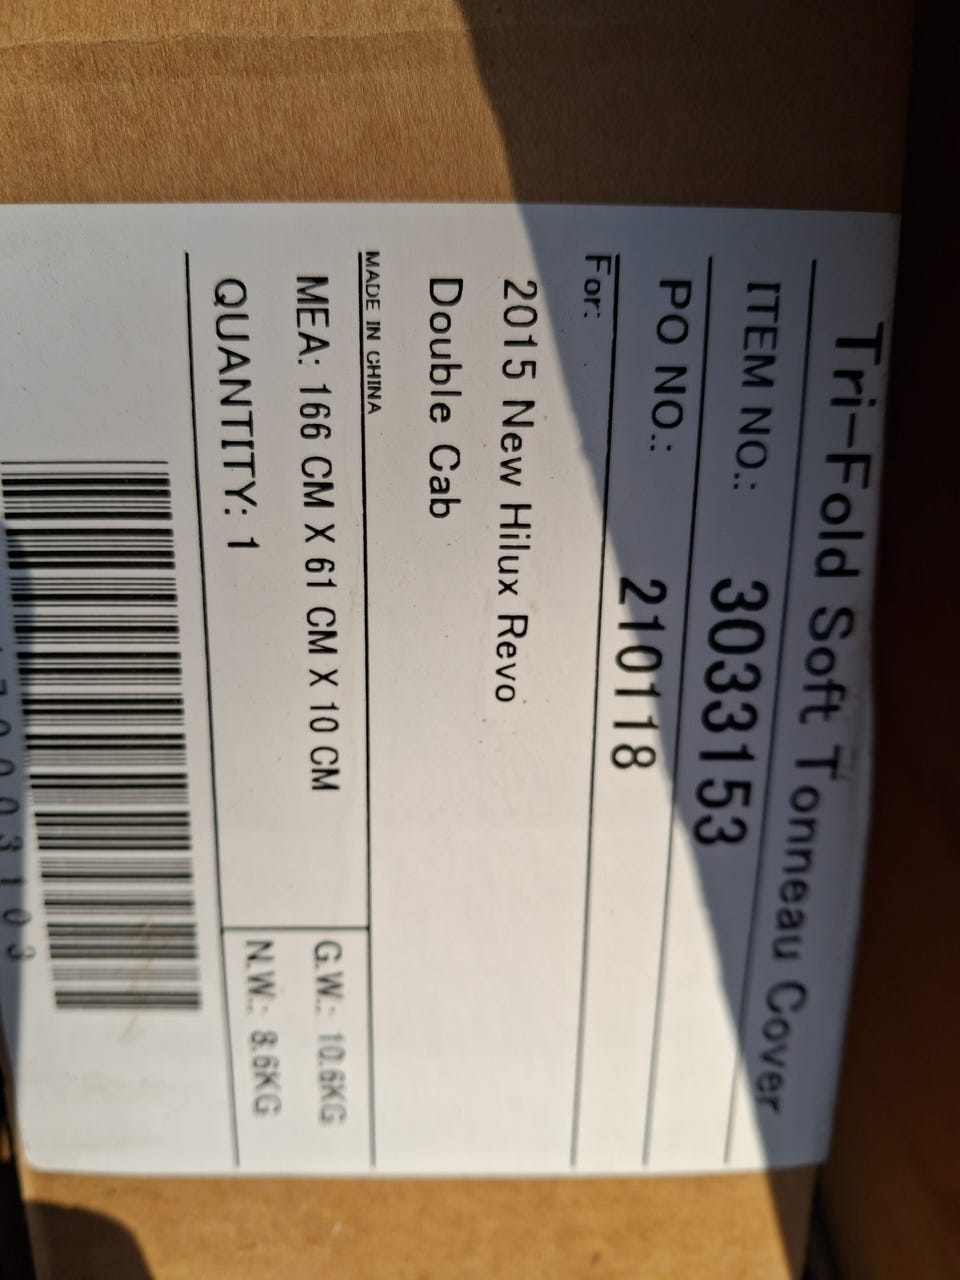 Tri-Fold Soft Tonneau Cover
ITEM NO.: 3033153
PO NO.: 210118
For:
2015 New Hilux Revo
Double Cab
MADE IN CHINA
MEA: 166 CM X 61 CM X 10 CM
G.W.: 10.6KG
QUANTITY: 1
N.W.: 8.6KG